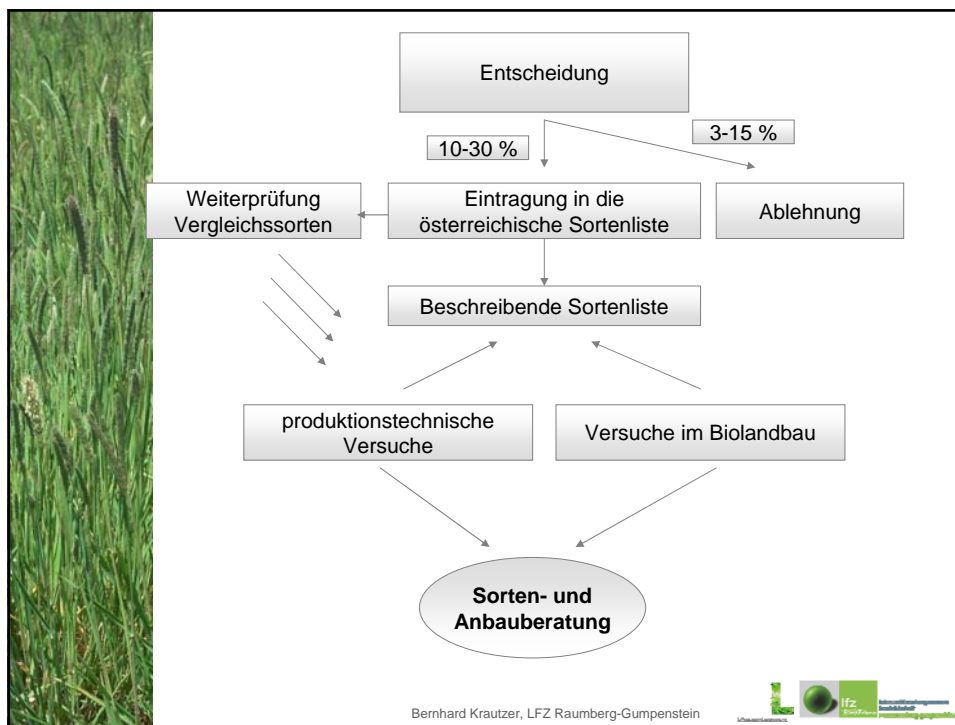 Entscheidung
10-30 %
3-15 %
Weiterprüfung
Vergleichssorten
Eintragung in die
österreichische Sortenliste
Ablehnung
Beschreibende Sortenliste
produktionstechnische
Versuche
Versuche im Biolandbau
Sorten- und
Anbauberatung
Bernhard Krautzer, LFZ Raumberg-Gumpenstein
L
lfz